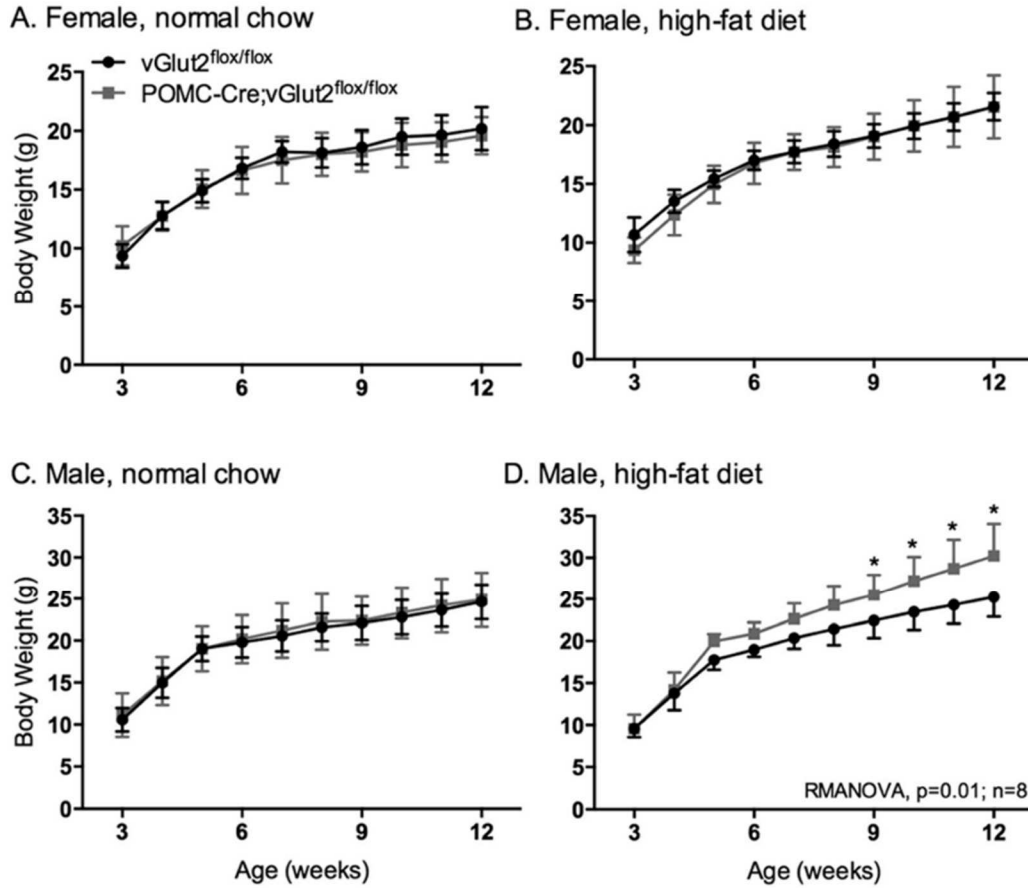 A. Female, normal chow
vGlut2flox/flox
POMC-Cre;vGlut2flox/flox
25
20
15
10
5
0
Body Weight (g)
3 6 9 12
B. Female, high-fat diet
25
20
15
10
5
0
3 6 9 12
C. Male, normal chow
35
30
25
20
15
10
5
0
Body Weight (g)
3 6 9 12
Age (weeks)
D. Male, high-fat diet
35
30
25
20
15
10
5
0
* * * *
RMANOVA, p=0.01; n=8
3 6 9 12
Age (weeks)